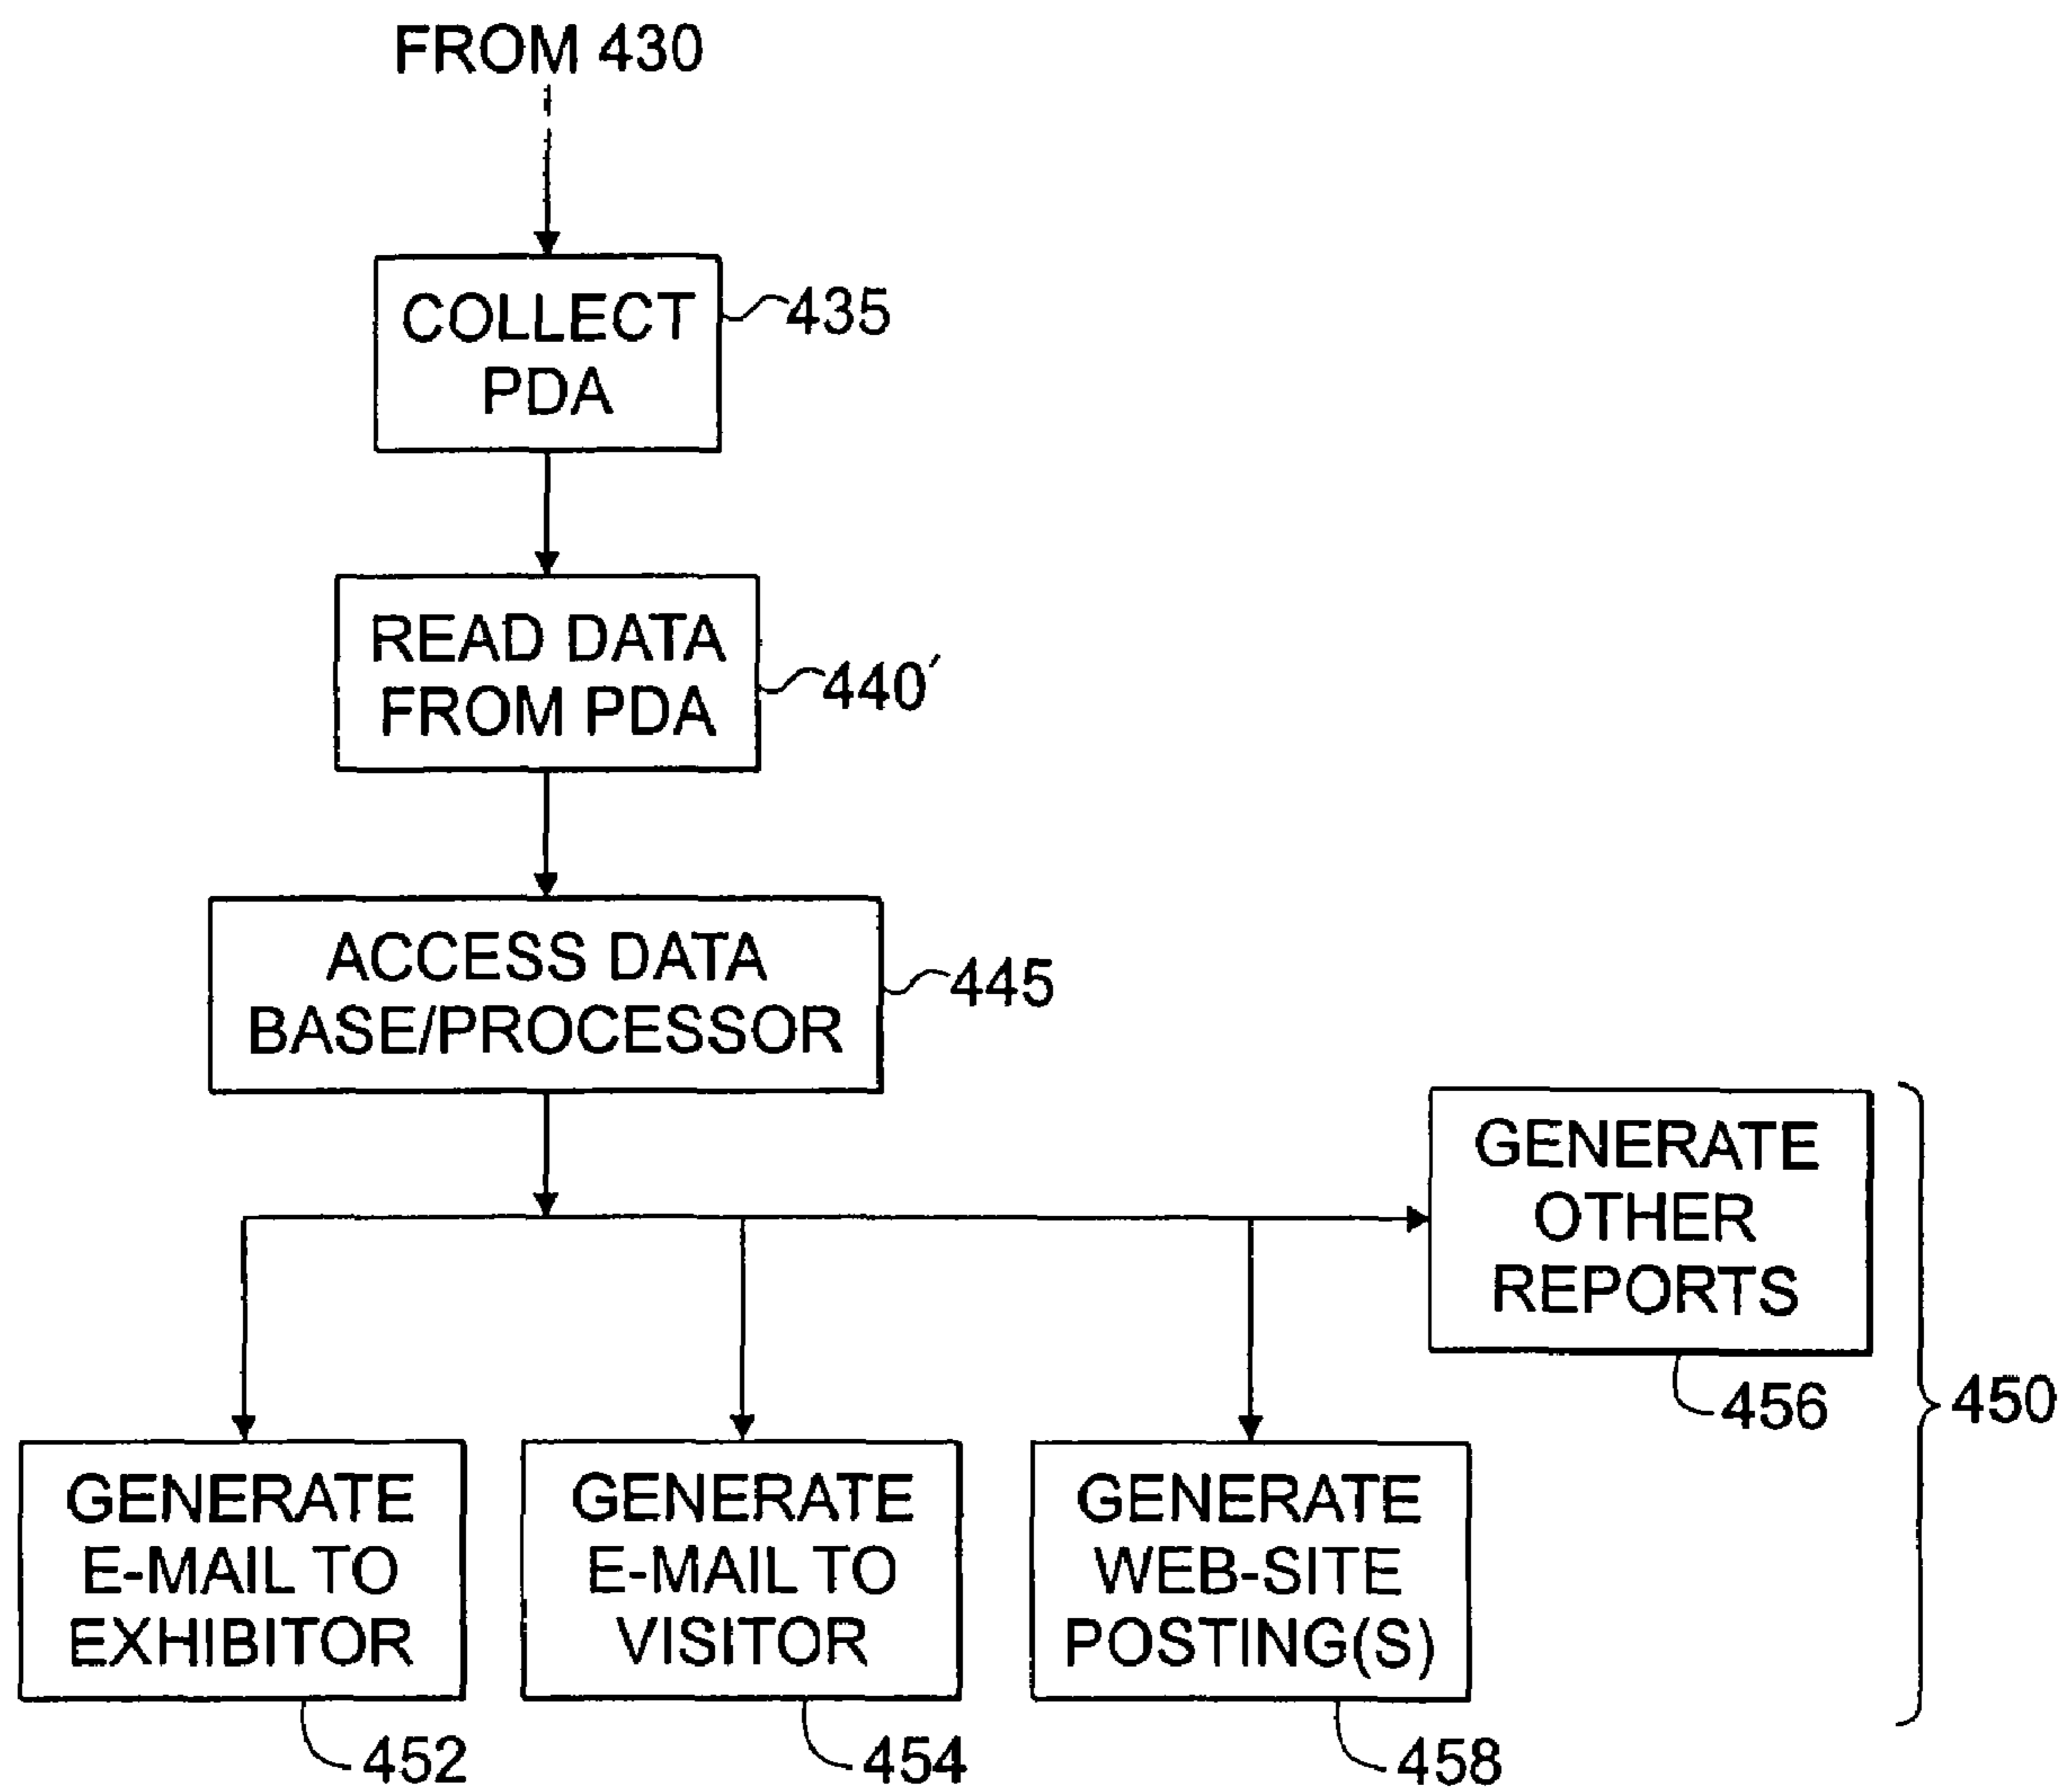 FROM 430
COLLECT
PDA
435
READ DATA
FROM PDA
440′
ACCESS DATA
BASE/PROCESSOR
445
GENERATE
OTHER
REPORTS
456
450
GENERATE
E-MAIL TO
EXHIBITOR
452
GENERATE
E-MAIL TO
VISITOR
454
GENERATE
WEB-SITE
POSTING(S)
458